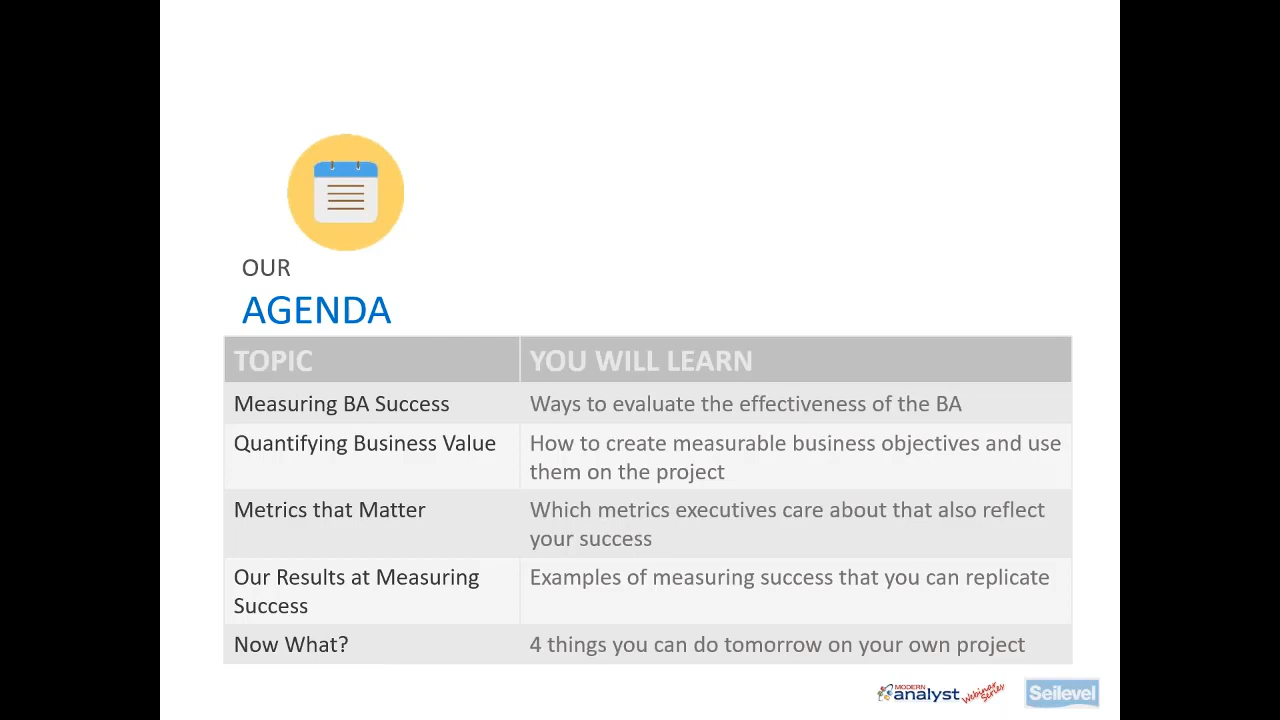 OUR
AGENDA
TOPIC
YOU WILL LEARN
Measuring BA Success
Ways to evaluate the effectiveness of the BA
Quantifying Business Value
How to create measurable business objectives and use
them on the project
Metrics that Matter
Which metrics executives care about that also reflect
your success
Our Results at Measuring
Success
Examples of measuring success that you can replicate
Now What?
4 things you can do tomorrow on your own project
MODERN
analyst
Webinar
Series
Seilevel